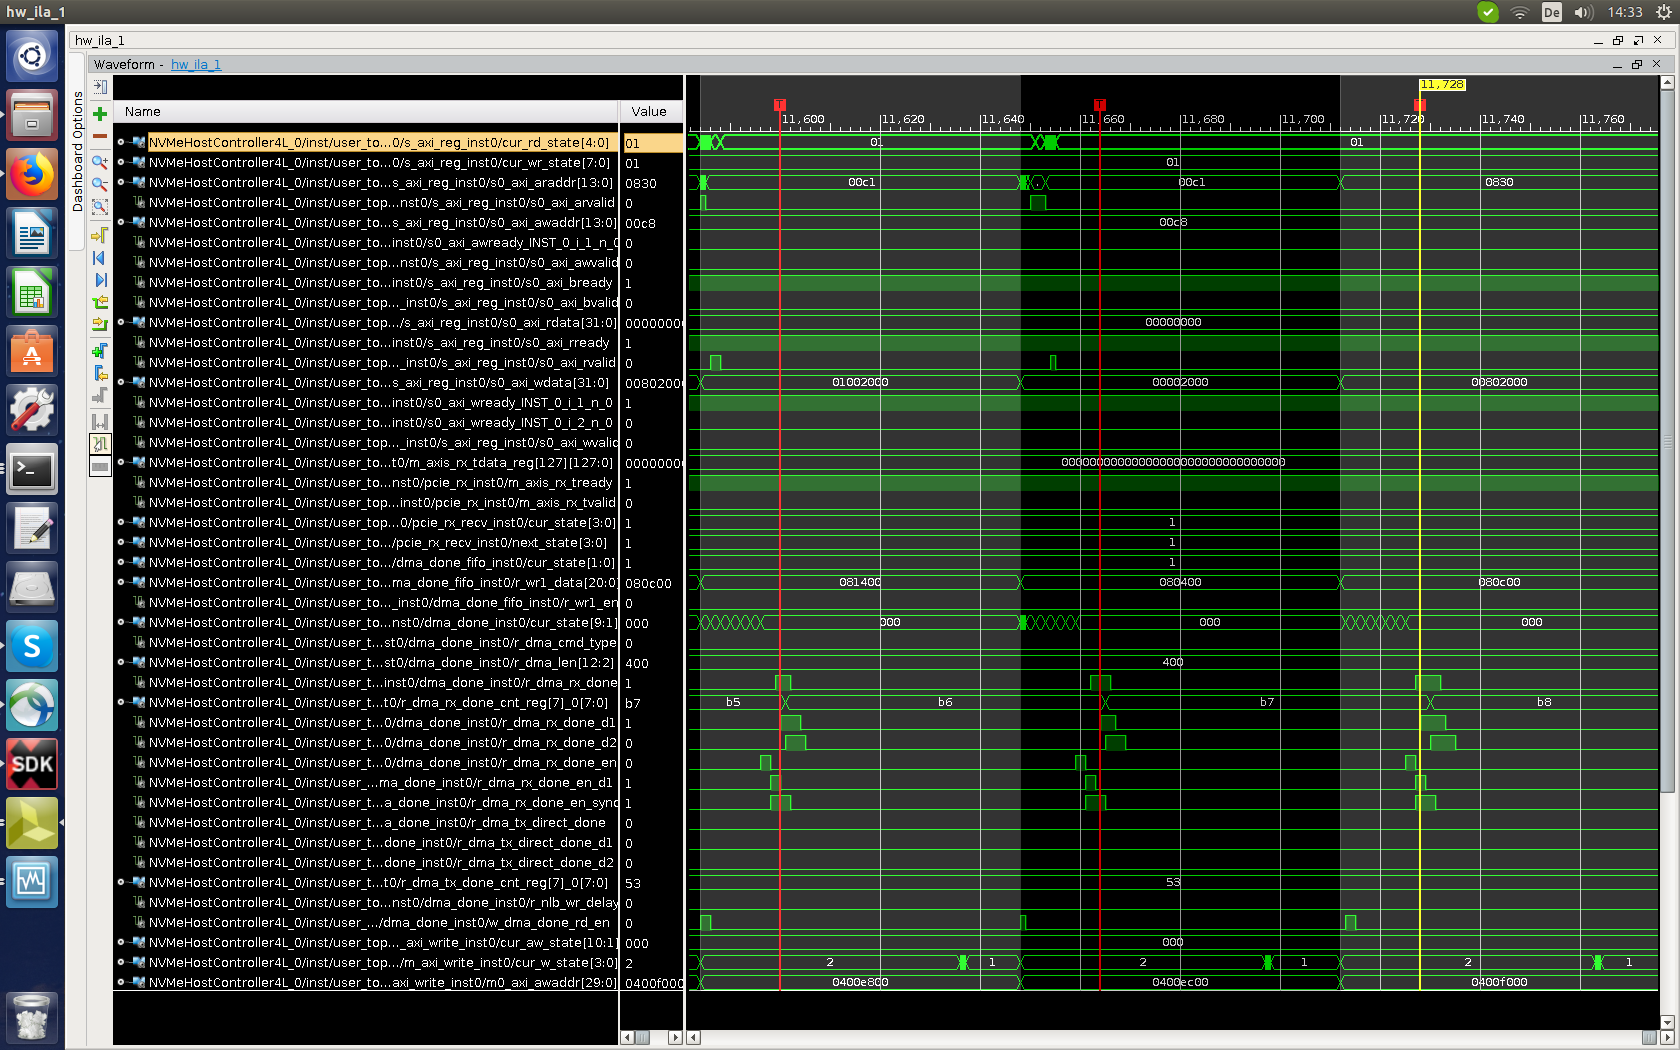 hw_ila_1
De
14:33
hw_ila_1
Waveform - hw_ila_1
Dashboard Options
Name Value
11,728
11,600 11,620 11,640 11,660 11,680 11,700 11,720 11,740 11,760
NVMeHostController4L_0/inst/user_to...0/s_axi_reg_inst0/cur_rd_state[4:0] 01 01 01
NVMeHostController4L_0/inst/user_to...s_axi_reg_inst0/cur_wr_state[7:0] 01 01
NVMeHostController4L_0/inst/user_to...s_axi_reg_inst0/s0_axi_araddr[13:0] 0830 00c1 00c1 0830
NVMeHostController4L_0/inst/user_to...nst0/s_axi_reg_inst0/s0_axi_arvalid 0
NVMeHostController4L_0/inst/user_to...s_axi_reg_inst0/s0_axi_awaddr[13:0] 00c8 00c8
NVMeHostController4L_0/inst/user_to...inst0/s0_axi_awready_INST_0_i_1_n_0 0
NVMeHostController4L_0/inst/user_to...nst0/s_axi_reg_inst0/s0_axi_awvalid 0
NVMeHostController4L_0/inst/user_to...inst0/s_axi_reg_inst0/s0_axi_bready 1
NVMeHostController4L_0/inst/user_top..._inst0/s_axi_reg_inst0/s0_axi_bvalid 0
NVMeHostController4L_0/inst/user_top.../s_axi_reg_inst0/s0_axi_rdata[31:0] 00000000 00000000
NVMeHostController4L_0/inst/user_to...inst0/s_axi_reg_inst0/s0_axi_rready 1
NVMeHostController4L_0/inst/user_top..._inst0/s_axi_reg_inst0/s0_axi_rvalid 0
NVMeHostController4L_0/inst/user_to...s_axi_reg_inst0/s0_axi_wdata[31:0] 00802000 01002000 00002000 00802000
NVMeHostController4L_0/inst/user_to...inst0/s0_axi_wready_INST_0_i_1_n_0 1
NVMeHostController4L_0/inst/user_to...inst0/s0_axi_wready_INST_0_i_2_n_0 0
NVMeHostController4L_0/inst/user_top..._inst0/s_axi_reg_inst0/s0_axi_wvalid 0
NVMeHostController4L_0/inst/user_to...t0/m_axis_rx_tdata_reg[127][127:0] 00000000 00000000000000000000000000000000
NVMeHostController4L_0/inst/user_to...nst0/pcie_rx_inst0/m_axis_rx_tready 1
NVMeHostController4L_0/inst/user_top...inst0/pcie_rx_inst0/m_axis_rx_tvalid 0
NVMeHostController4L_0/inst/user_top...0/pcie_rx_recv_inst0/cur_state[3:0] 1 1
NVMeHostController4L_0/inst/user_to.../pcie_rx_recv_inst0/next_state[3:0] 1 1
NVMeHostController4L_0/inst/user_to.../dma_done_fifo_inst0/cur_state[1:0] 1 1
NVMeHostController4L_0/inst/user_to...ma_done_fifo_inst0/r_wr1_data[20:0] 080c00 081400 080400 080c00
NVMeHostController4L_0/inst/user_to..._inst0/dma_done_fifo_inst0/r_wr1_en 0
NVMeHostController4L_0/inst/user_to...nst0/dma_done_inst0/cur_state[9:1] 000 000 000 000
NVMeHostController4L_0/inst/user_t...st0/dma_done_inst0/r_dma_cmd_type 0
NVMeHostController4L_0/inst/user_to...st0/dma_done_inst0/r_dma_len[12:2] 400 400
NVMeHostController4L_0/inst/user_t...inst0/dma_done_inst0/r_dma_rx_done 1
NVMeHostController4L_0/inst/user_to...t0/r_dma_rx_done_cnt_reg[7]_0[7:0] b7 b5 b6 b7 b8
NVMeHostController4L_0/inst/user_t...0/dma_done_inst0/r_dma_rx_done_d1 1
NVMeHostController4L_0/inst/user_t...0/dma_done_inst0/r_dma_rx_done_d2 0
NVMeHostController4L_0/inst/user_t...0/dma_done_inst0/r_dma_rx_done_en 0
NVMeHostController4L_0/inst/user_...ma_done_inst0/r_dma_rx_done_en_d1 1
NVMeHostController4L_0/inst/user_t...a_done_inst0/r_dma_rx_done_en_sync 1
NVMeHostController4L_0/inst/user_t...a_done_inst0/r_dma_tx_direct_done 0
NVMeHostController4L_0/inst/user_t...done_inst0/r_dma_tx_direct_done_d1 0
NVMeHostController4L_0/inst/user_t...done_inst0/r_dma_tx_direct_done_d2 0
NVMeHostController4L_0/inst/user_to...t0/r_dma_tx_done_cnt_reg[7]_0[7:0] 53 53
NVMeHostController4L_0/inst/user_to...nst0/dma_done_inst0/r_nlb_wr_delay 0
NVMeHostController4L_0/inst/user_.../dma_done_inst0/w_dma_done_rd_en 0
NVMeHostController4L_0/inst/user_top..._axi_write_inst0/cur_aw_state[10:1] 000 000
NVMeHostController4L_0/inst/user_top.../m_axi_write_inst0/cur_w_state[3:0] 2 2 1 2 1 2 1
NVMeHostController4L_0/inst/user_to...axi_write_inst0/m0_axi_awaddr[29:0] 0400f000 0400e800 0400ec00 0400f000
SDK